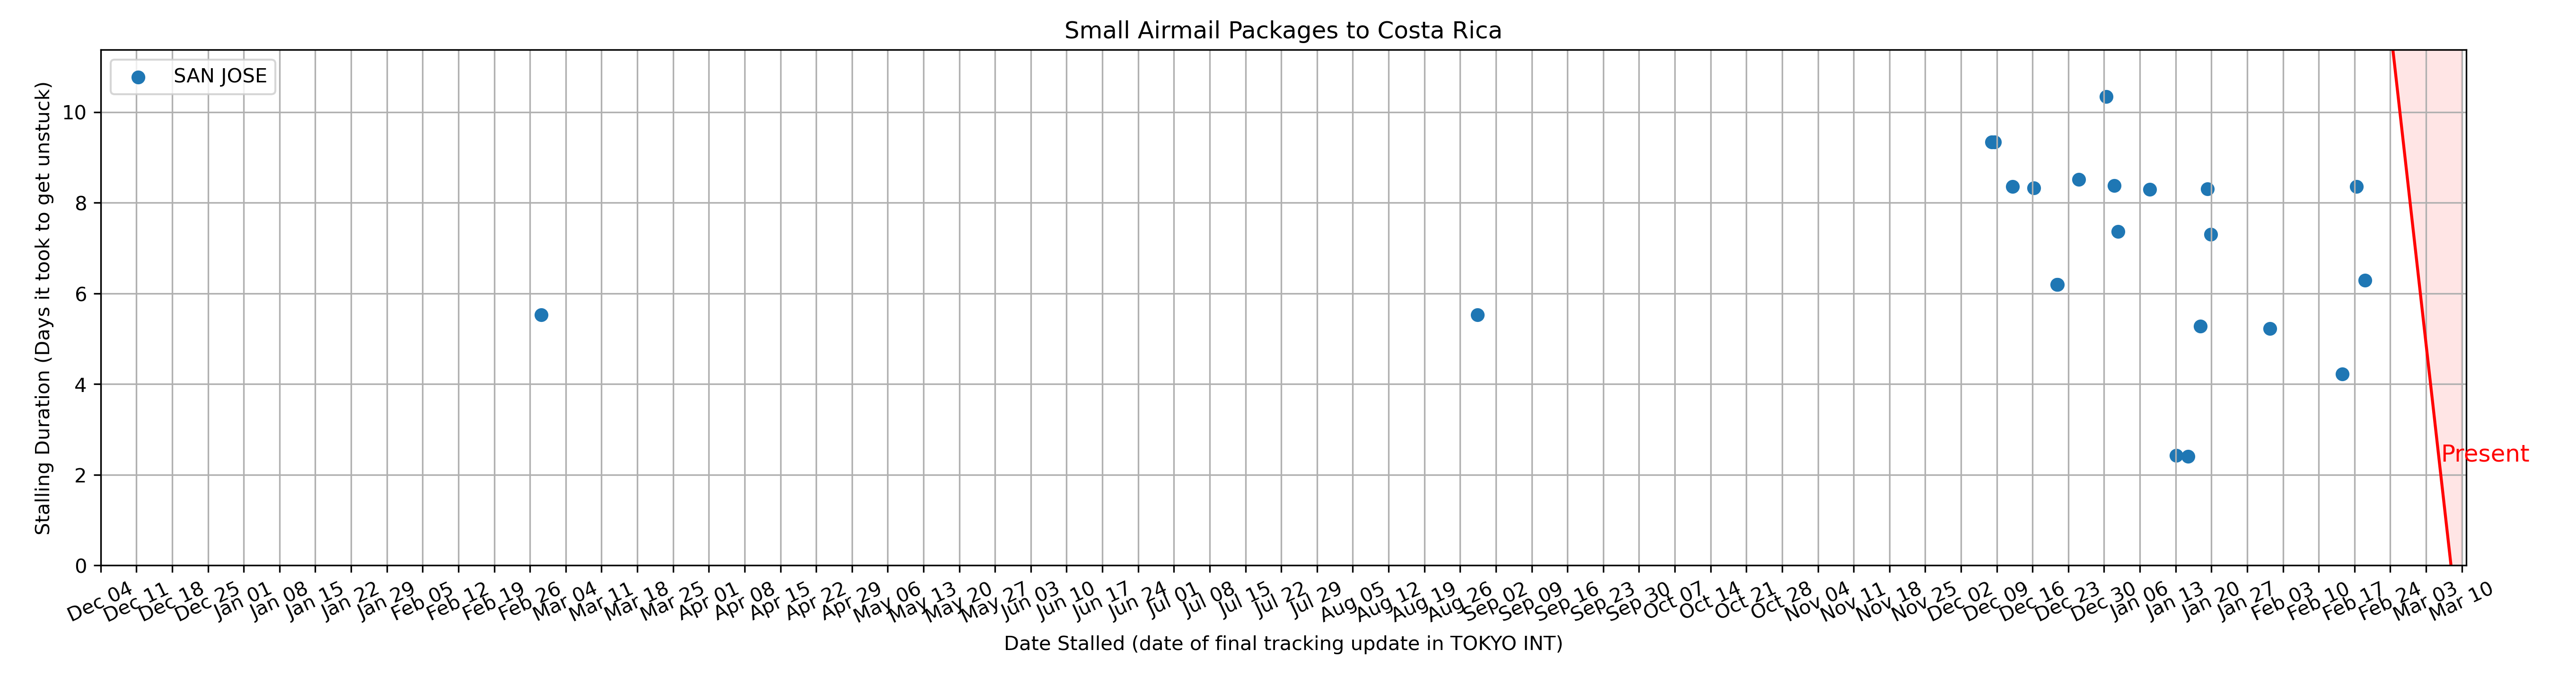 Small Airmail Packages to Costa Rica
SAN JOSE
Stalling Duration (Days it took to get unstuck)
10
8
6
4
2
0
Present
Dec 04
Dec 11
Dec 18
Dec 25
Jan 01
Jan 08
Jan 15
Jan 22
Jan 29
Feb 05
Feb 12
Feb 19
Feb 26
Mar 04
Mar 11
Mar 18
Mar 25
Apr 01
Apr 08
Apr 15
Apr 22
Apr 29
May 06
May 13
May 20
May 27
Jun 03
Jun 10
Jun 17
Jun 24
Jul 01
Jul 08
Jul 15
Jul 22
Jul 29
Aug 05
Aug 12
Aug 19
Aug 26
Sep 02
Sep 09
Sep 16
Sep 23
Sep 30
Oct 07
Oct 14
Oct 21
Oct 28
Nov 04
Nov 11
Nov 18
Nov 25
Dec 02
Dec 09
Dec 16
Dec 23
Dec 30
Jan 06
Jan 13
Jan 20
Jan 27
Feb 03
Feb 10
Feb 17
Feb 24
Mar 03
Mar 10
Date Stalled (date of final tracking update in TOKYO INT)